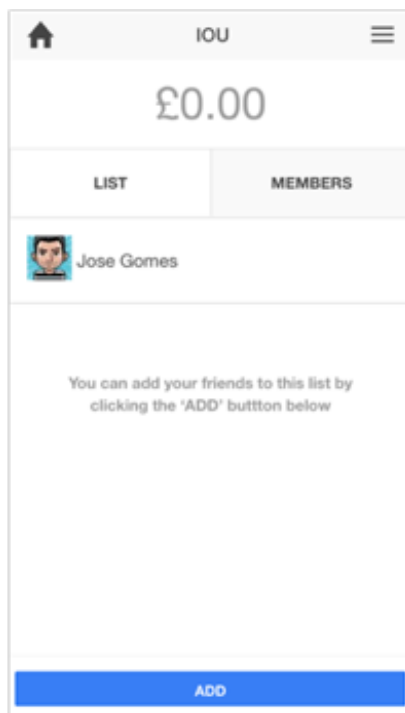 IOU
£0.00
LIST MEMBERS
Jose Gomes
You can add your friends to this list by
clicking the ‘ADD’ buttton below
ADD